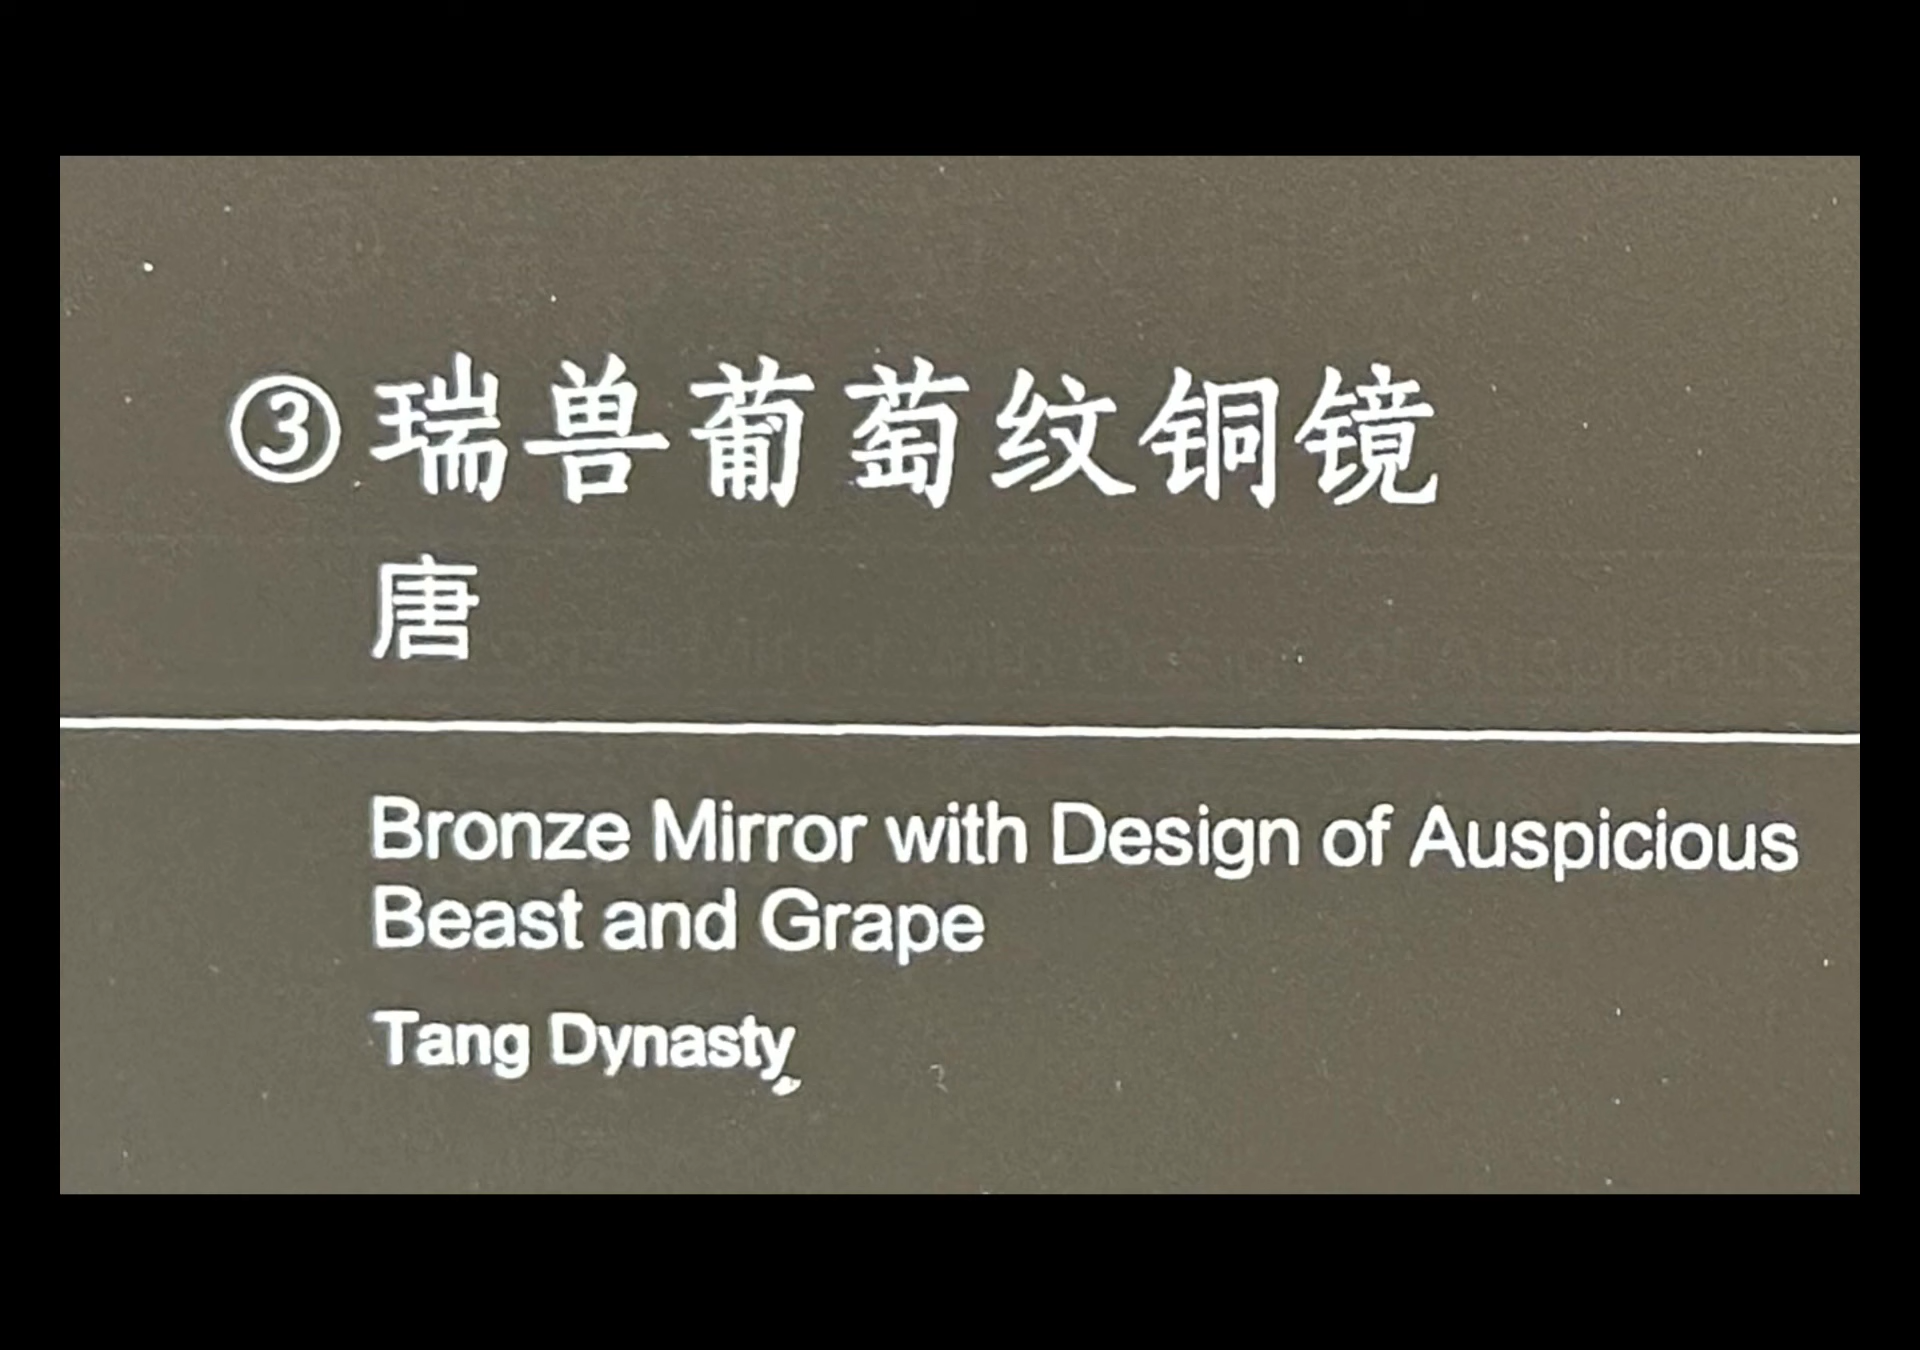 ③瑞兽葡萄纹铜镜
唐
Bronze Mirror with Design of Auspicious
Beast and Grape
Tang Dynasty